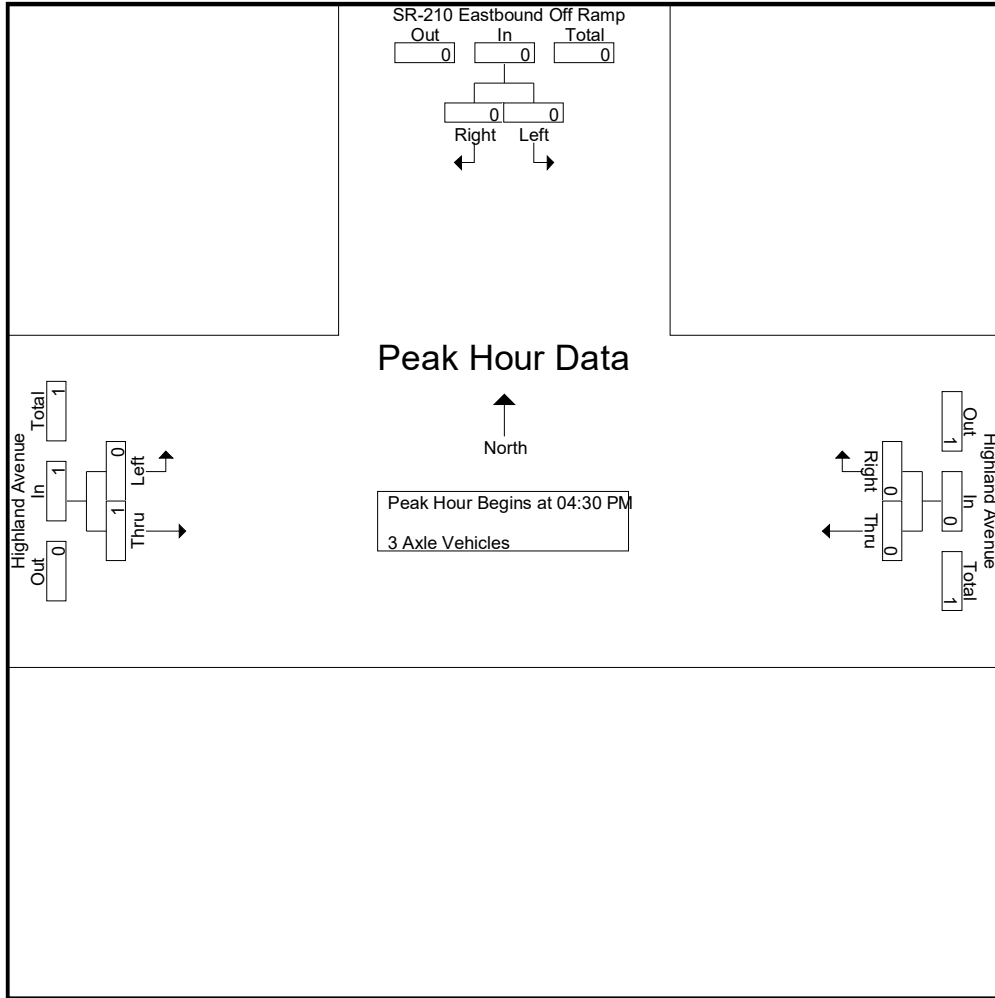 SR-210 Eastbound Off Ramp
Out In Total
0 0 0
0 0
Right Left
Peak Hour Data
North
Peak Hour Begins at 04:30 PM
3 Axle Vehicles
Highland Avenue
Out In Total
0 1 1
Left Thru
0 1
Highland Avenue
Out In Total
1 0 1
Right Thru
0 0